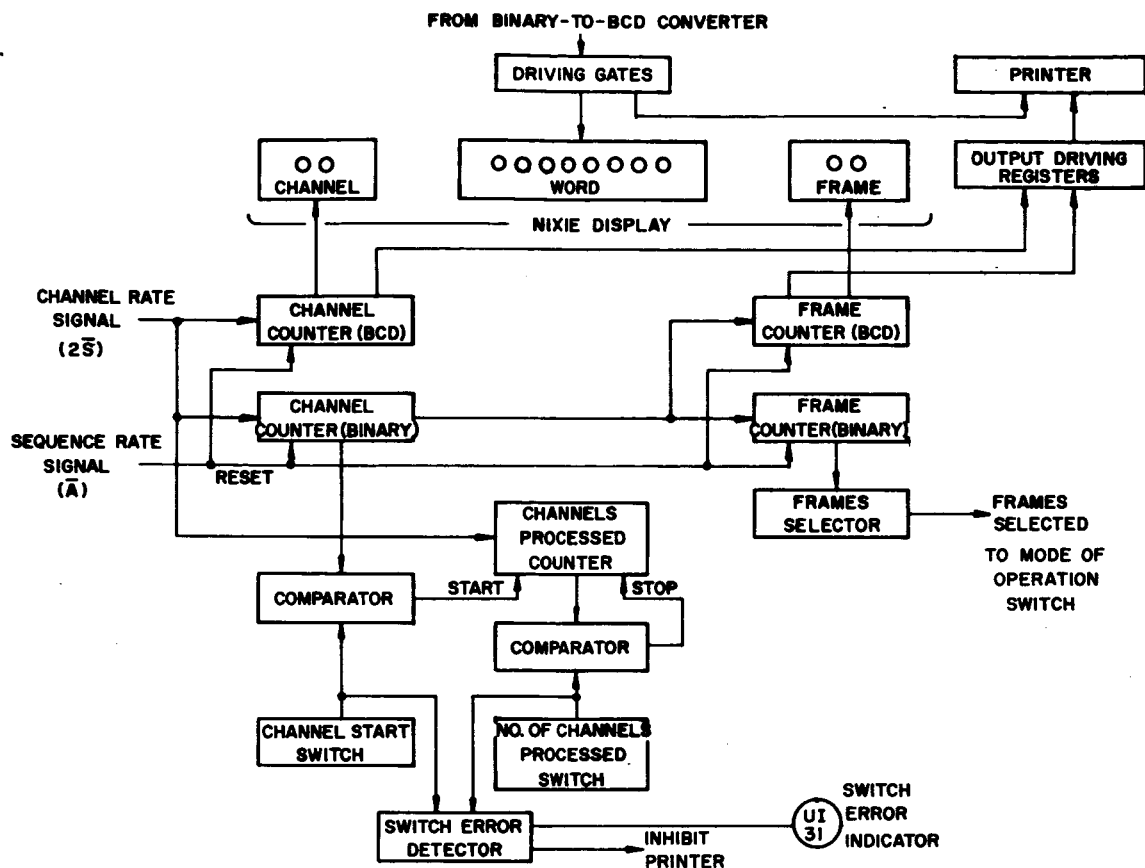 FROM BINARY-TO-BCD CONVERTER
DRIVING GATES
PRINTER
CHANNEL
WORD
FRAME
OUTPUT DRIVING
REGISTERS
NIXIE DISPLAY
CHANNEL RATE
SIGNAL
(2S̅)
CHANNEL
COUNTER (BCD)
FRAME
COUNTER (BCD)
CHANNEL
COUNTER (BINARY)
FRAME
COUNTER (BINARY)
SEQUENCE RATE
SIGNAL
(A̅)
RESET
FRAMES
SELECTOR
FRAMES
SELECTED
TO MODE OF
OPERATION
SWITCH
CHANNELS
PROCESSED
COUNTER
COMPARATOR
START
STOP
COMPARATOR
CHANNEL START
SWITCH
NO. OF CHANNELS
PROCESSED
SWITCH
SWITCH ERROR
DETECTOR
INHIBIT
PRINTER
UI
31
SWITCH
ERROR
INDICATOR